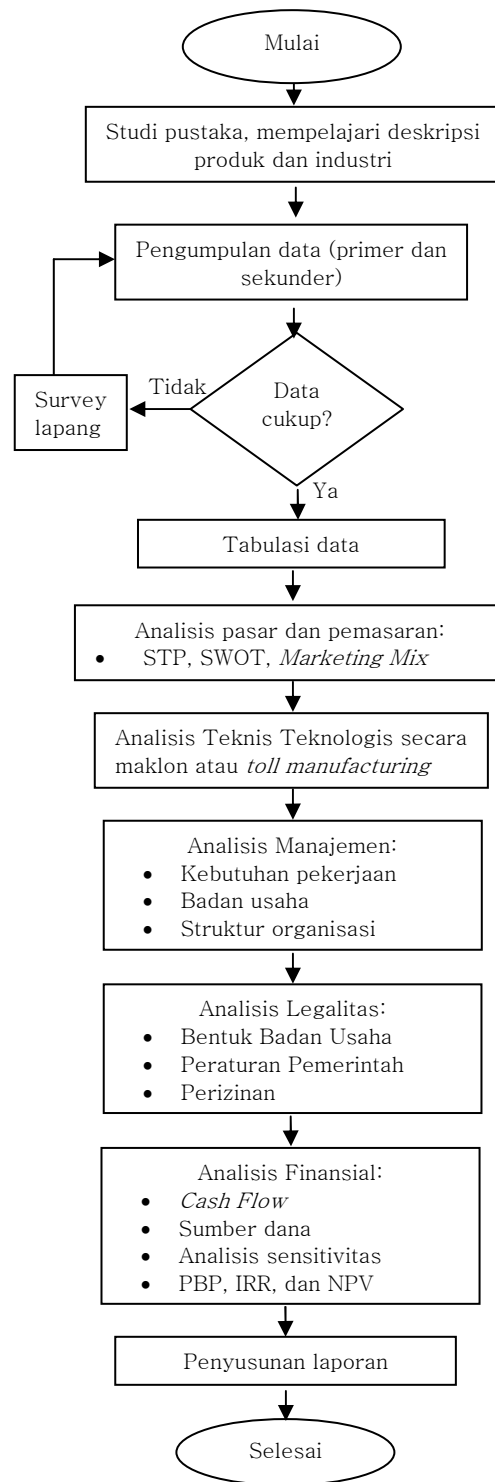 Mulai
Studi pustaka, mempelajari deskripsi
produk dan industri
Pengumpulan data (primer dan
sekunder)
Tidak
Survey
lapang
Data
cukup?
Ya
Tabulasi data
Analisis pasar dan pemasaran:
• STP, SWOT, Marketing Mix
Analisis Teknis Teknologis secara
maklon atau toll manufacturing
Analisis Manajemen:
• Kebutuhan pekerjaan
• Badan usaha
• Struktur organisasi
Analisis Legalitas:
• Bentuk Badan Usaha
• Peraturan Pemerintah
• Perizinan
Analisis Finansial:
• Cash Flow
• Sumber dana
• Analisis sensitivitas
• PBP, IRR, dan NPV
Penyusunan laporan
Selesai